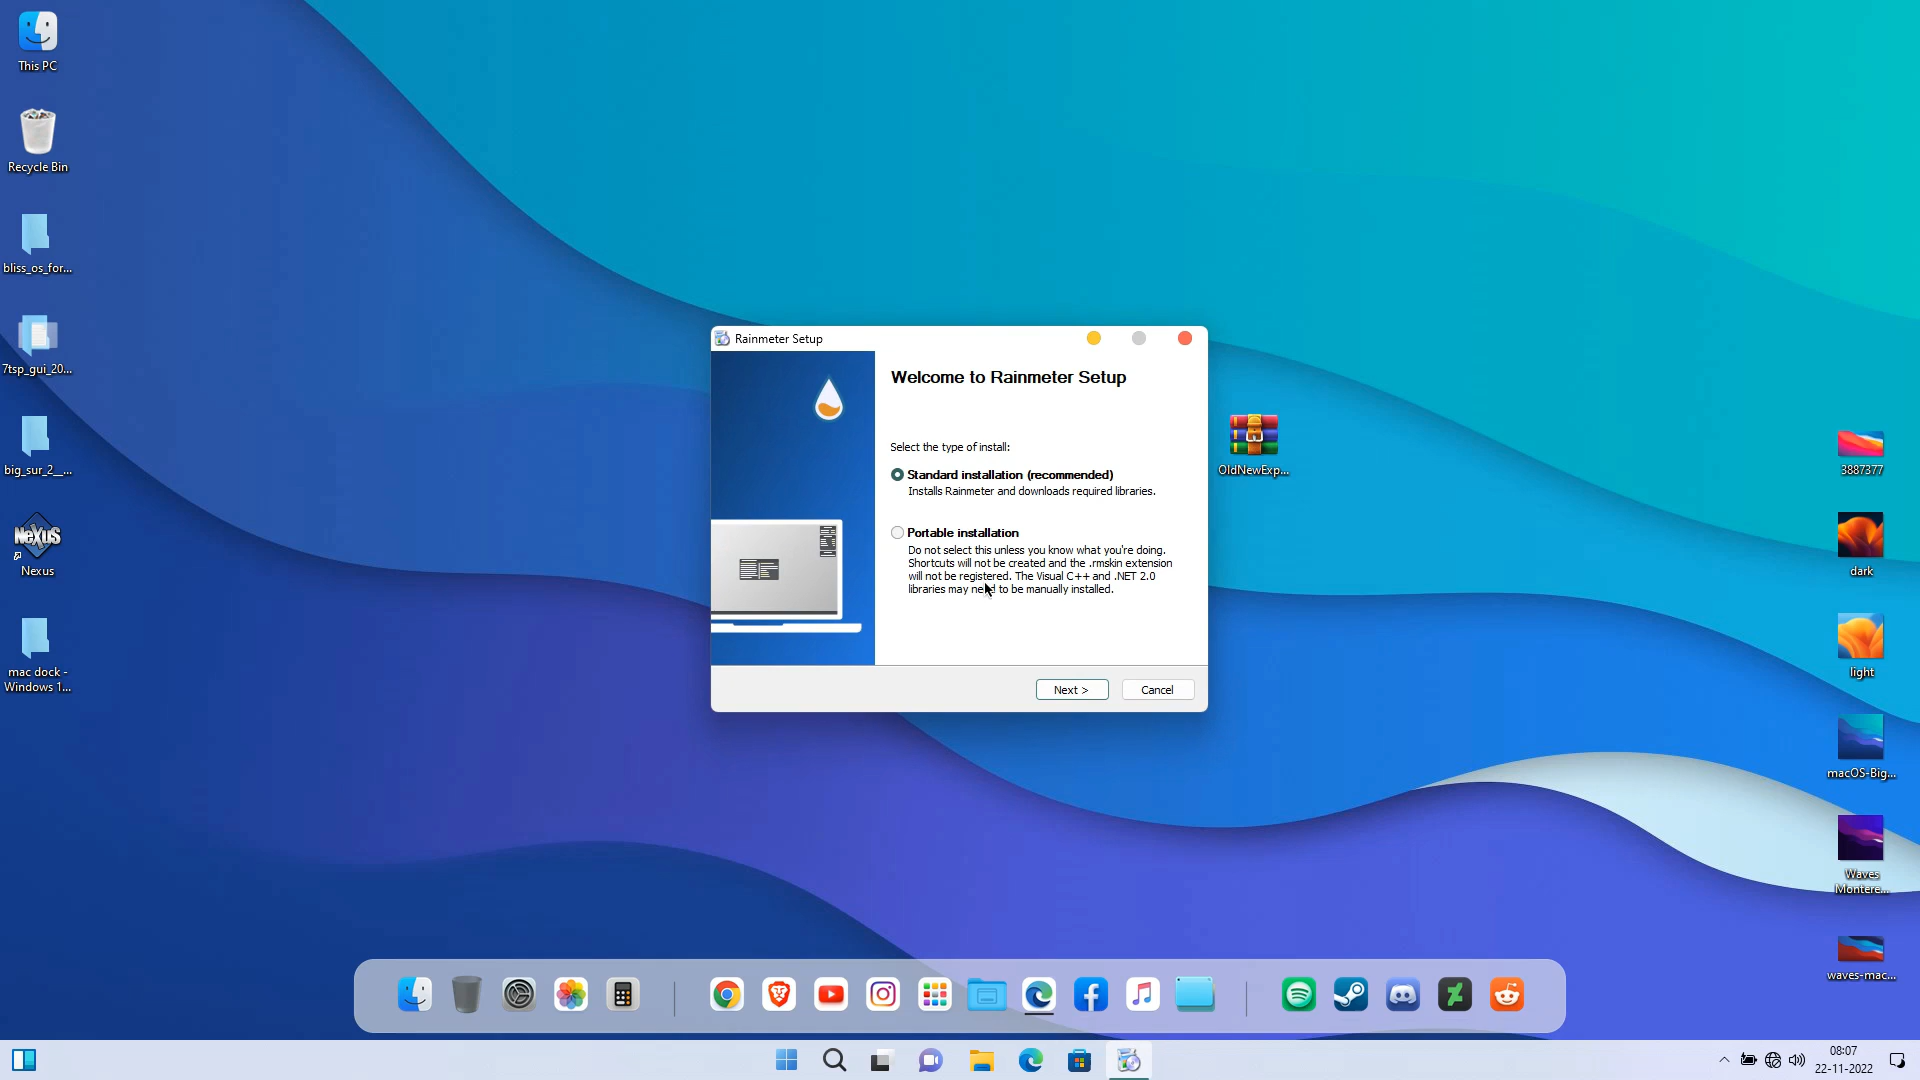 This PC
Recycle Bin
bliss_os_for...
7tsp_gui_20...
big_sur_2__...
NeXuS
Nexus
mac dock -
Windows 1...
Rainmeter Setup
Welcome to Rainmeter Setup
Select the type of install:
Standard installation (recommended)
Installs Rainmeter and downloads required libraries.
Portable installation
Do not select this unless you know what you're doing.
Shortcuts will not be created and the .rmskin extension
will not be registered. The Visual C++ and .NET 2.0
libraries may need to be manually installed.
Next >
Cancel
OldNewExp...
3887377
dark
light
macOS-Big...
Waves
Montere...
waves-mac...
08:07
22-11-2022